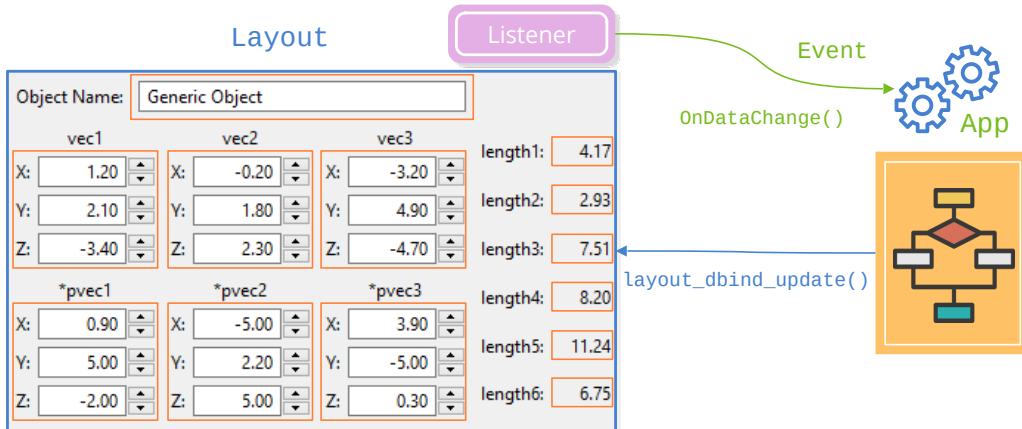 Layout
Listener
Event
OnDataChange()
App
Object Name: Generic Object
vec1 vec2 vec3
X: 1.20 X: -0.20 X: -3.20
Y: 2.10 Y: 1.80 Y: 4.90
Z: -3.40 Z: 2.30 Z: -4.70
*pvec1 *pvec2 *pvec3
X: 0.90 X: -5.00 X: 3.90
Y: 5.00 Y: 2.20 Y: -5.00
Z: -2.00 Z: 5.00 Z: 0.30
length1: 4.17
length2: 2.93
length3: 7.51
length4: 8.20
length5: 11.24
length6: 6.75
layout_dbind_update()